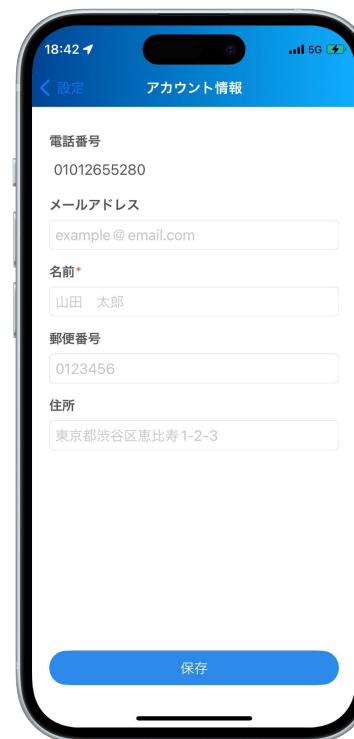 18:42
5G
設定
アカウント情報
電話番号
01012655280
メールアドレス
example@email.com
名前*
山田　太郎
郵便番号
0123456
住所
東京都渋谷区恵比寿1-2-3
保存